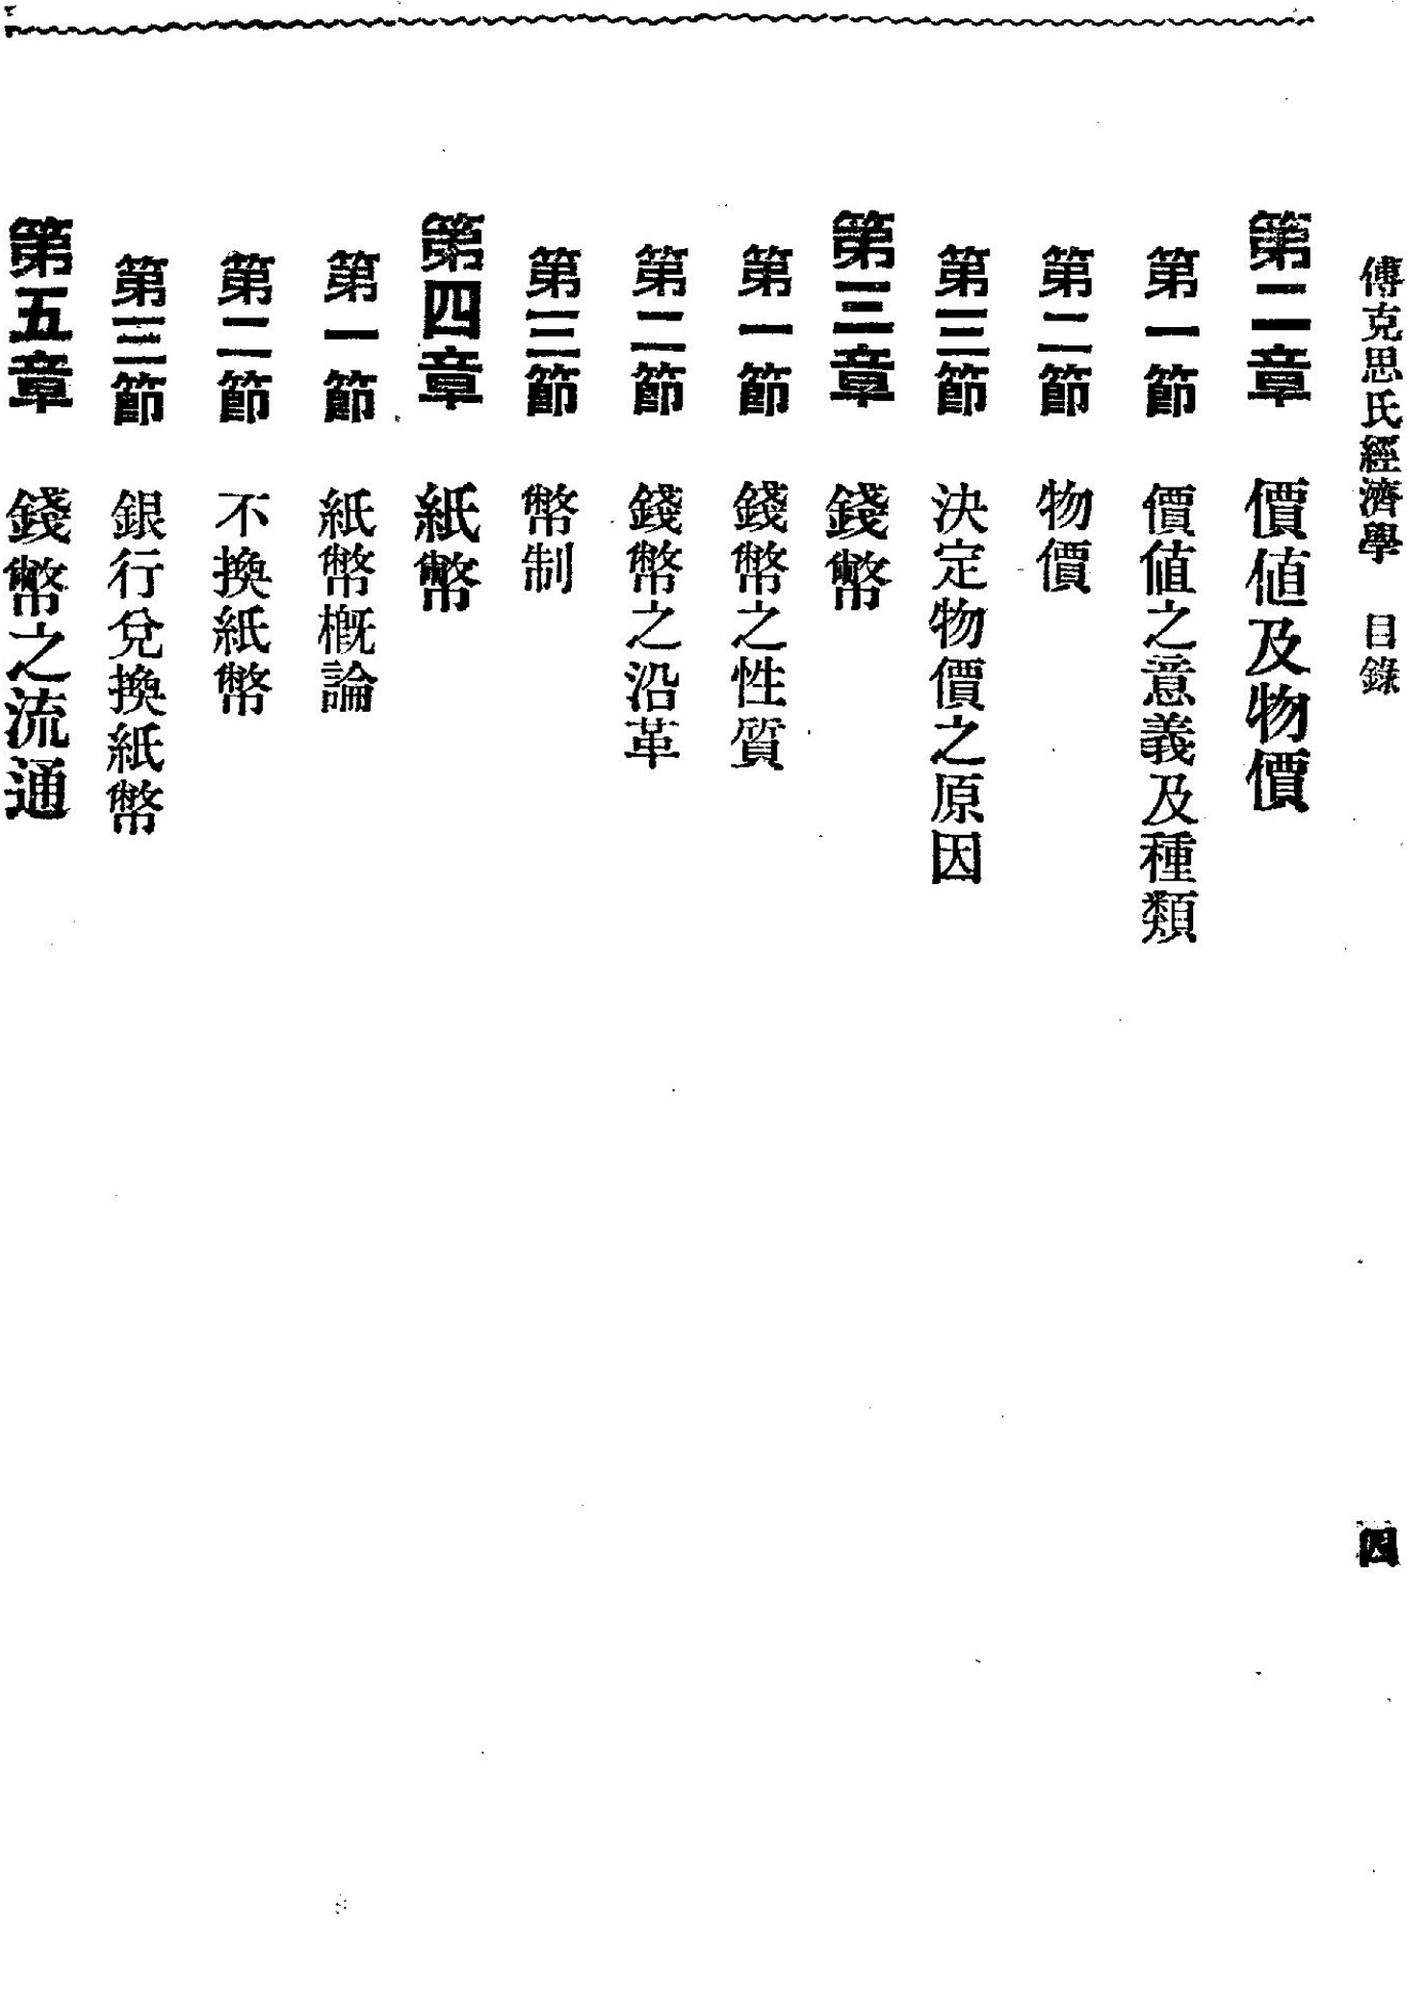 傅克思氏經濟學 目錄 四
第二章 價値及物價
第一節 價値之意義及種類
第二節 物價
第三節 決定物價之原因
第三章 錢幣
第一節 錢幣之性質
第二節 錢幣之沿革
第三節 幣制
第四章 紙幣
第一節 紙幣概論
第二節 不換紙幣
第三節 銀行兌換紙幣
第五章 錢幣之流通